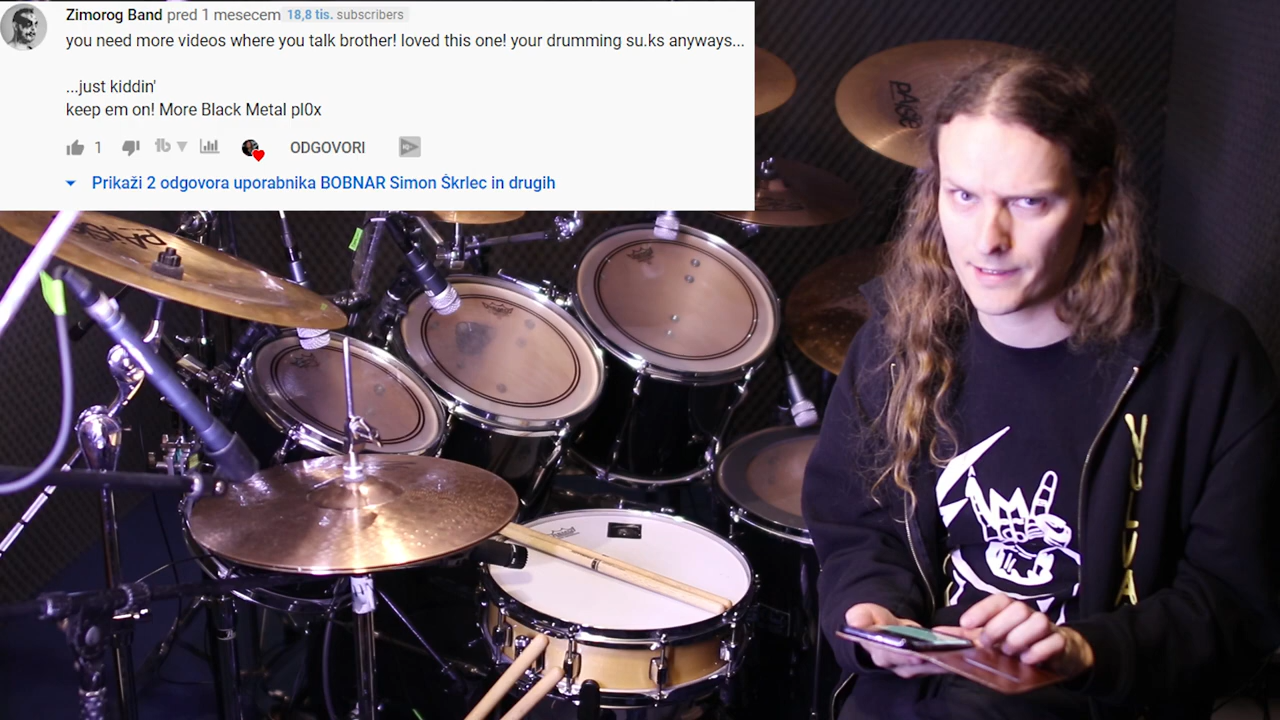 Zimorog Band pred 1 mesecem 18,8 tis. subscribers
you need more videos where you talk brother! loved this one! your drumming su.ks anyways...
...just kiddin'
keep em on! More Black Metal pl0x
1 ODGOVORI
Prikaži 2 odgovora uporabnika BOBNAR Simon Škrlec in drugih
PAISTE
VULVA